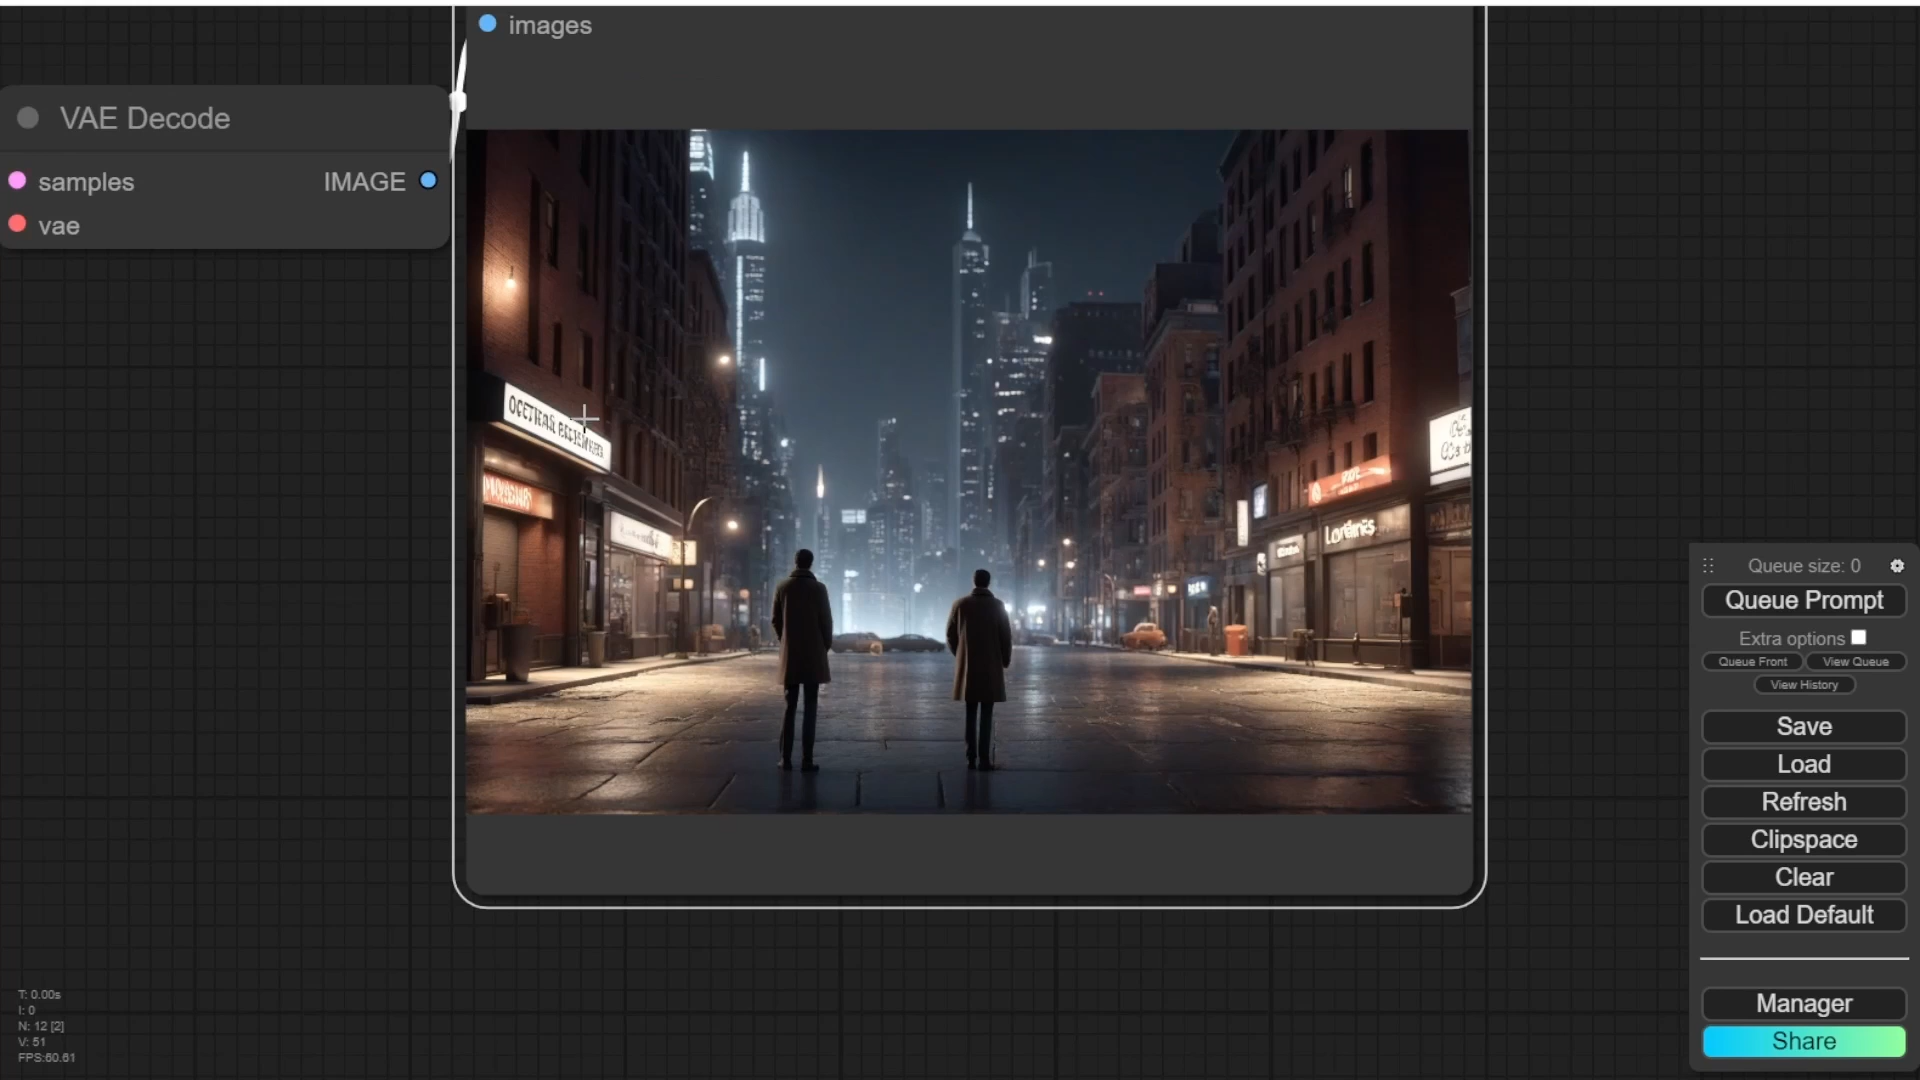 images
VAE Decode
samples IMAGE
vae
Queue size: 0
Queue Prompt
Extra options
Queue Front View Queue
View History
Save
Load
Refresh
Clipspace
Clear
Load Default
Manager
Share
T: 0.00s
I: 0
N: 12 [2]
V: 51
FPS:60.61